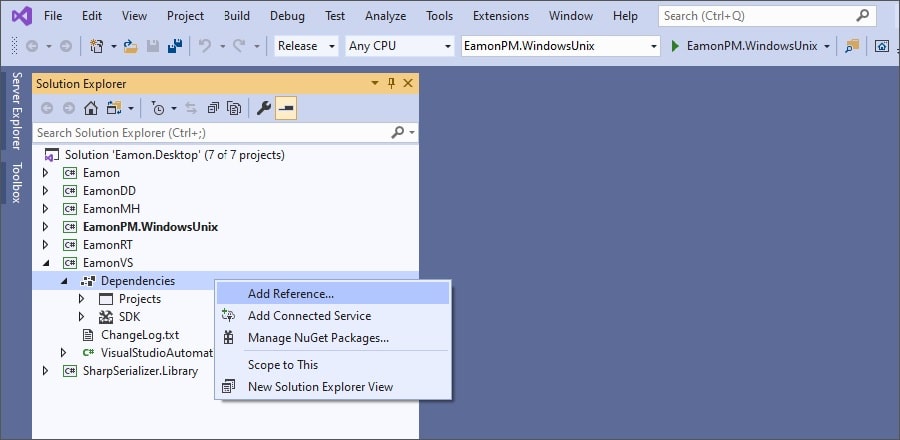 File Edit View Project Build Debug Test Analyze Tools Extensions Window Help Search (Ctrl+Q)
Release Any CPU EamonPM.WindowsUnix EamonPM.WindowsUnix
Server Explorer
Toolbox
Solution Explorer
Search Solution Explorer (Ctrl+;)
Solution 'Eamon.Desktop' (7 of 7 projects)
C# Eamon
C# EamonDD
C# EamonMH
C# EamonPM.WindowsUnix
C# EamonRT
C# EamonVS
Dependencies
Projects
SDK
ChangeLog.txt
C# VisualStudioAutomat
C# SharpSerializer.Library
Add Reference...
Add Connected Service
Manage NuGet Packages...
Scope to This
New Solution Explorer View